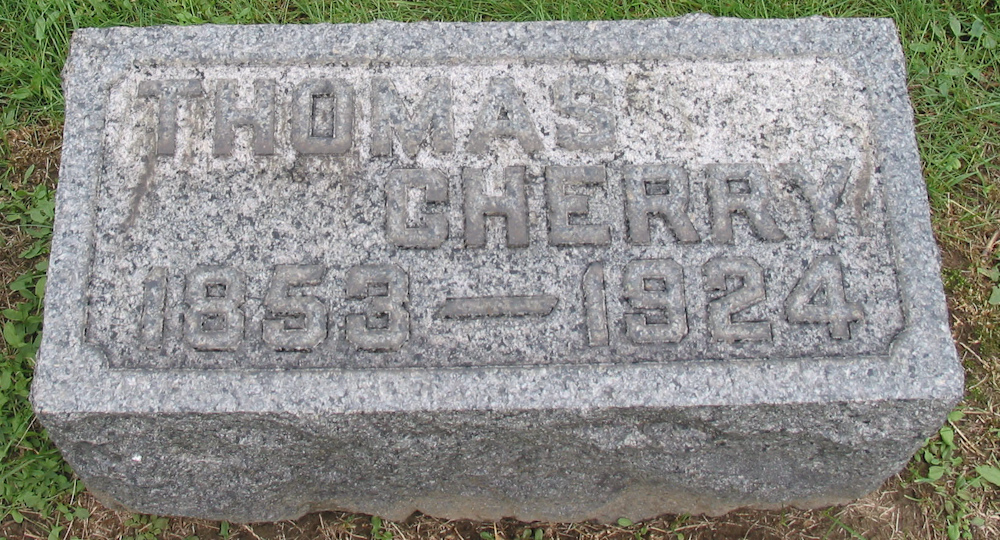 THOMAS
CHERRY
1853 — 1924